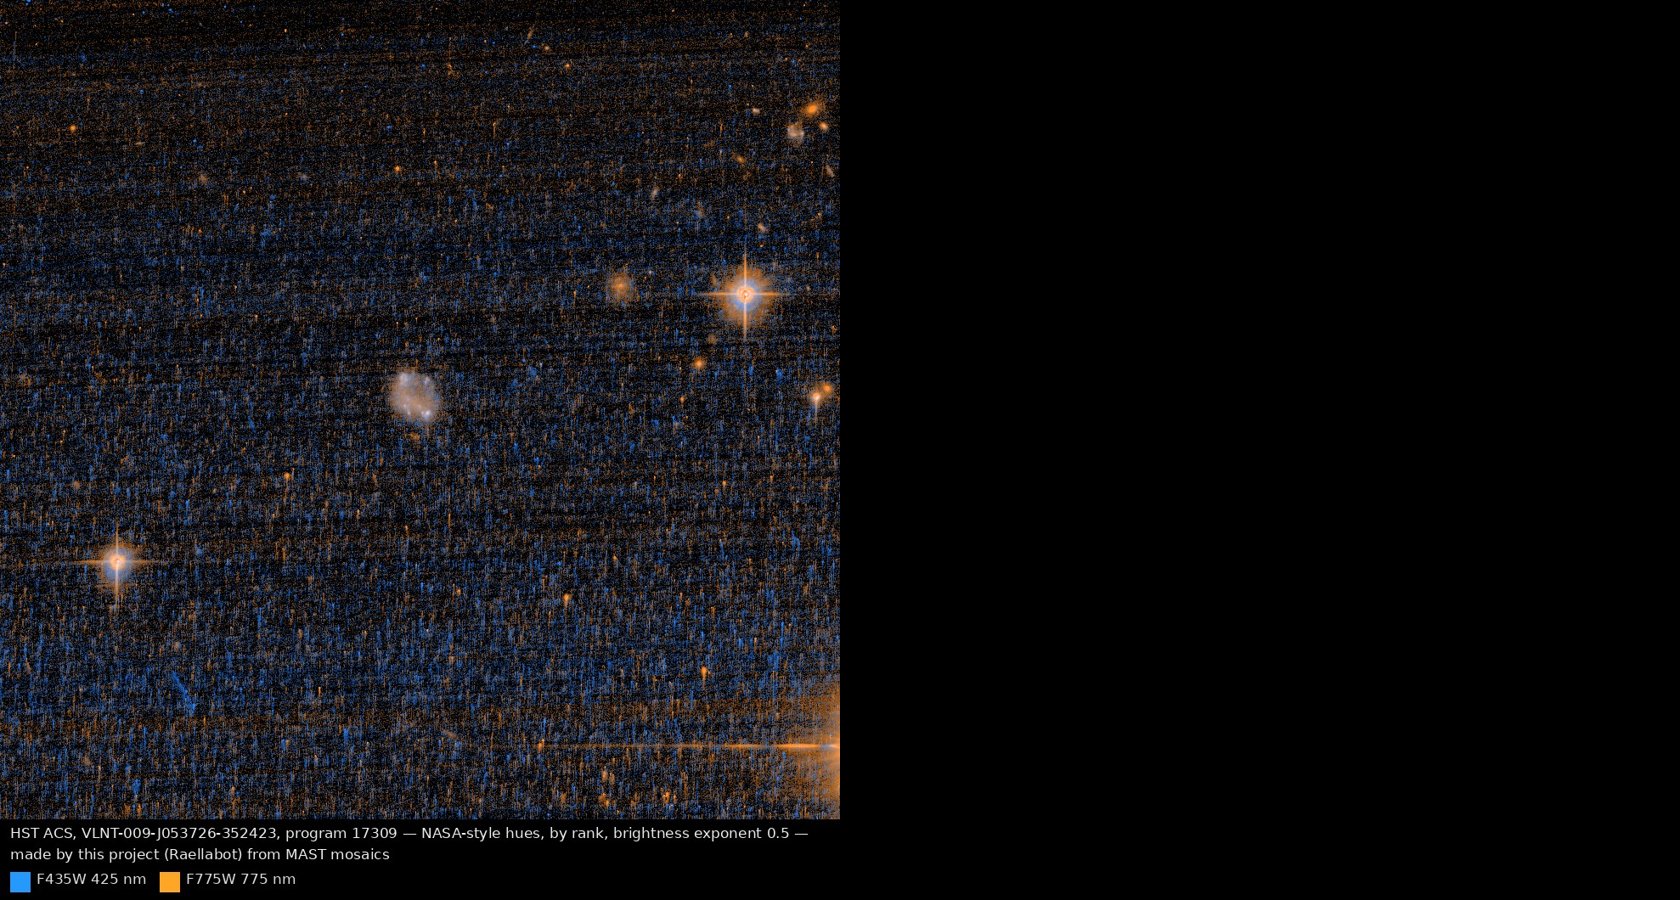 HST ACS, VLNT-009-J053726-352423, program 17309 — NASA-style hues, by rank, brightness exponent 0.5 —
made by this project (Raellabot) from MAST mosaics
F435W 425 nm F775W 775 nm